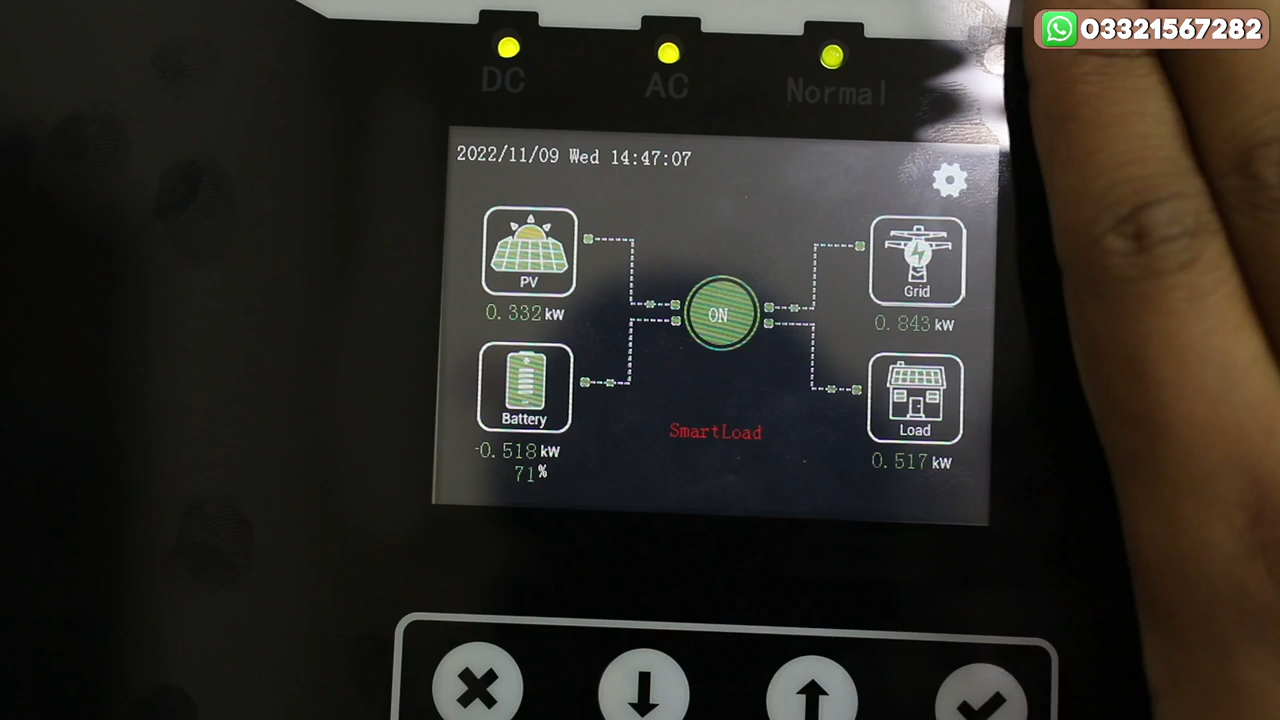 03321567282
DC AC Normal
2022/11/09 Wed 14:47:07
PV
0.332 kW
Grid
0.843 kW
ON
Battery
-0.518 kW
71%
SmartLoad
Load
0.517 kW